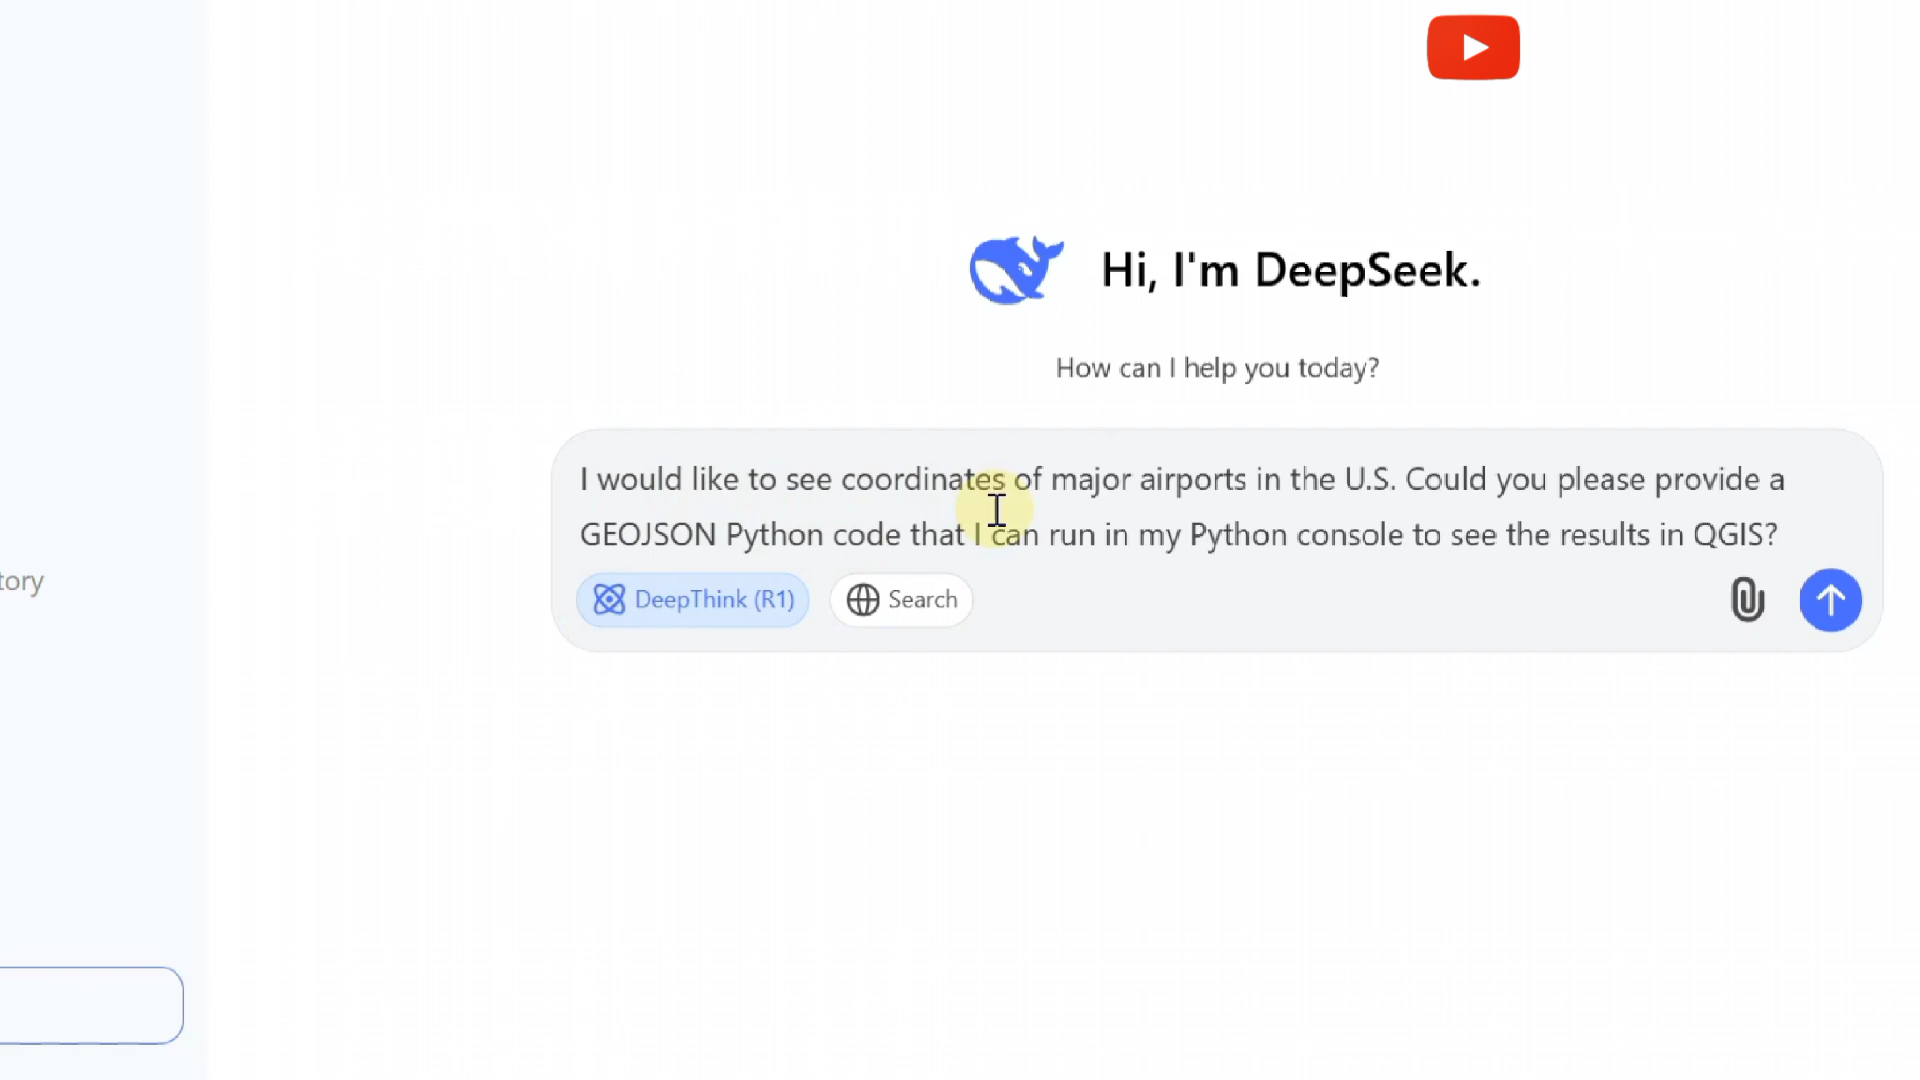 Hi, I'm DeepSeek.
How can I help you today?
I would like to see coordinates of major airports in the U.S. Could you please provide a
GEOJSON Python code that I can run in my Python console to see the results in QGIS?
tory
DeepThink (R1)
Search